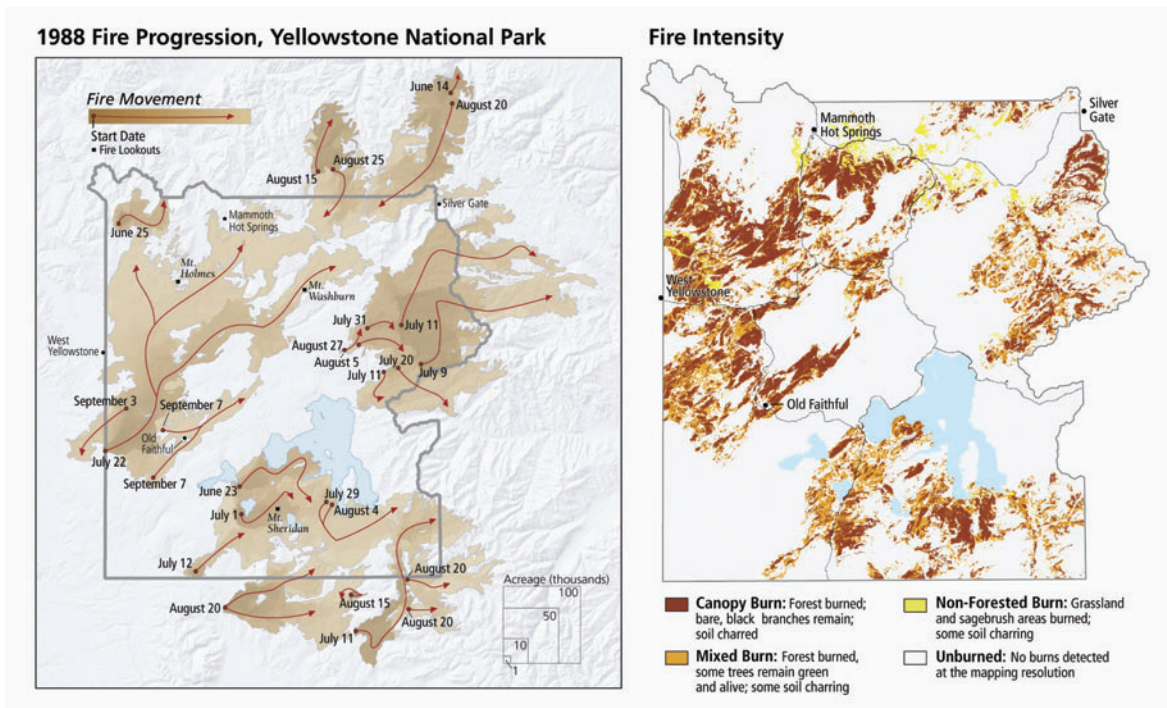 1988 Fire Progression, Yellowstone National Park
Fire Movement
Start Date
Fire Lookouts
June 14
August 20
August 25
August 15
Silver Gate
June 25
Mammoth
Hot Springs
Mt.
Holmes
Mt.
Washburn
West
Yellowstone
July 31
July 11
August 27
August 5
July 20
July 11
July 9
September 3
September 7
Old
Faithful
July 22
September 7
June 23
July 29
July 1
Mt.
Sheridan
August 4
July 12
August 20
August 20
August 15
August 20
July 11
Acreage (thousands)
100
50
10
1
Fire Intensity
Silver
Gate
Mammoth
Hot Springs
West
Yellowstone
Old Faithful
Canopy Burn: Forest burned;
bare, black branches remain;
soil charred
Mixed Burn: Forest burned,
some trees remain green
and alive; some soil charring
Non-Forested Burn: Grassland
and sagebrush areas burned;
some soil charring
Unburned: No burns detected
at the mapping resolution